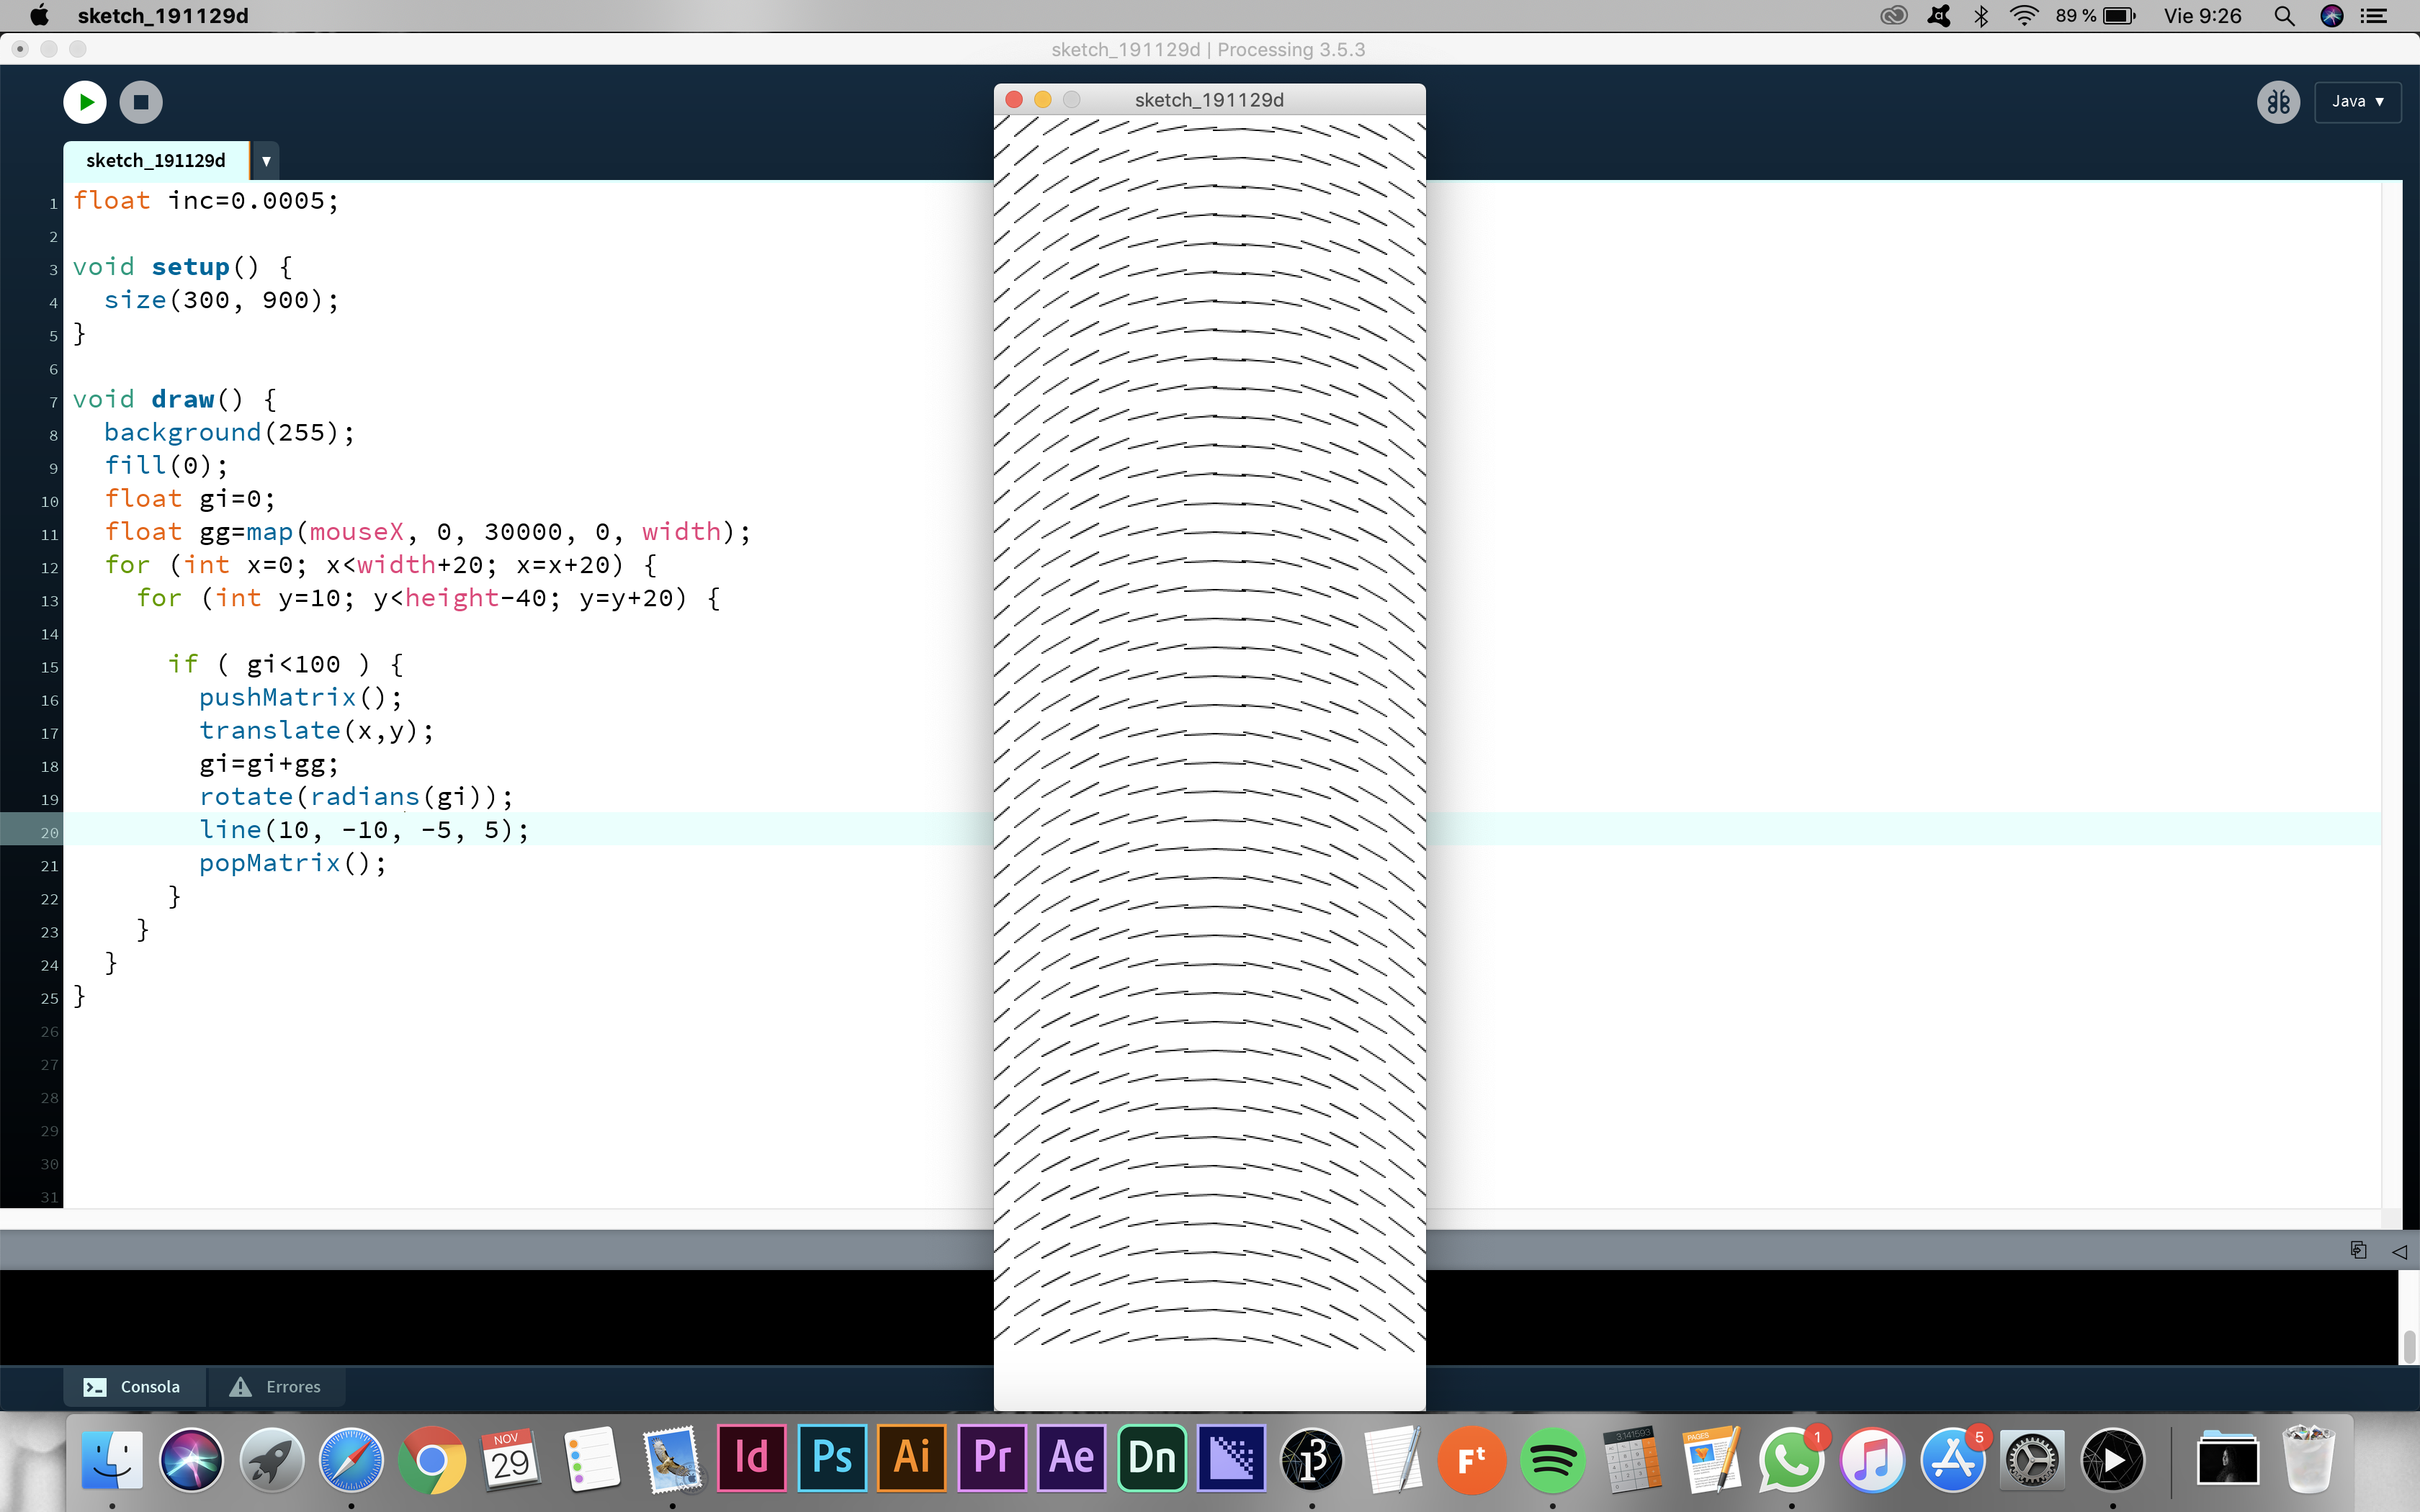 sketch_191129d
89 %
Vie 9:26
sketch_191129d | Processing 3.5.3
sketch_191129d
Java ▼
sketch_191129d ▼
1 float inc=0.0005;
2
3 void setup() {
4 size(300, 900);
5 }
6
7 void draw() {
8 background(255);
9 fill(0);
10 float gi=0;
11 float gg=map(mouseX, 0, 30000, 0, width);
12 for (int x=0; x<width+20; x=x+20) {
13 for (int y=10; y<height-40; y=y+20) {
14
15 if ( gi<100 ) {
16 pushMatrix();
17 translate(x,y);
18 gi=gi+gg;
19 rotate(radians(gi));
20 line(10, -10, -5, 5);
21 popMatrix();
22 }
23 }
24 }
25 }
26
27
28
29
30
31
Consola
Errores
NOV
29
Id
Ps
Ai
Pr
Ae
Dn
13
Ft
3.141593
PAGES
1
5